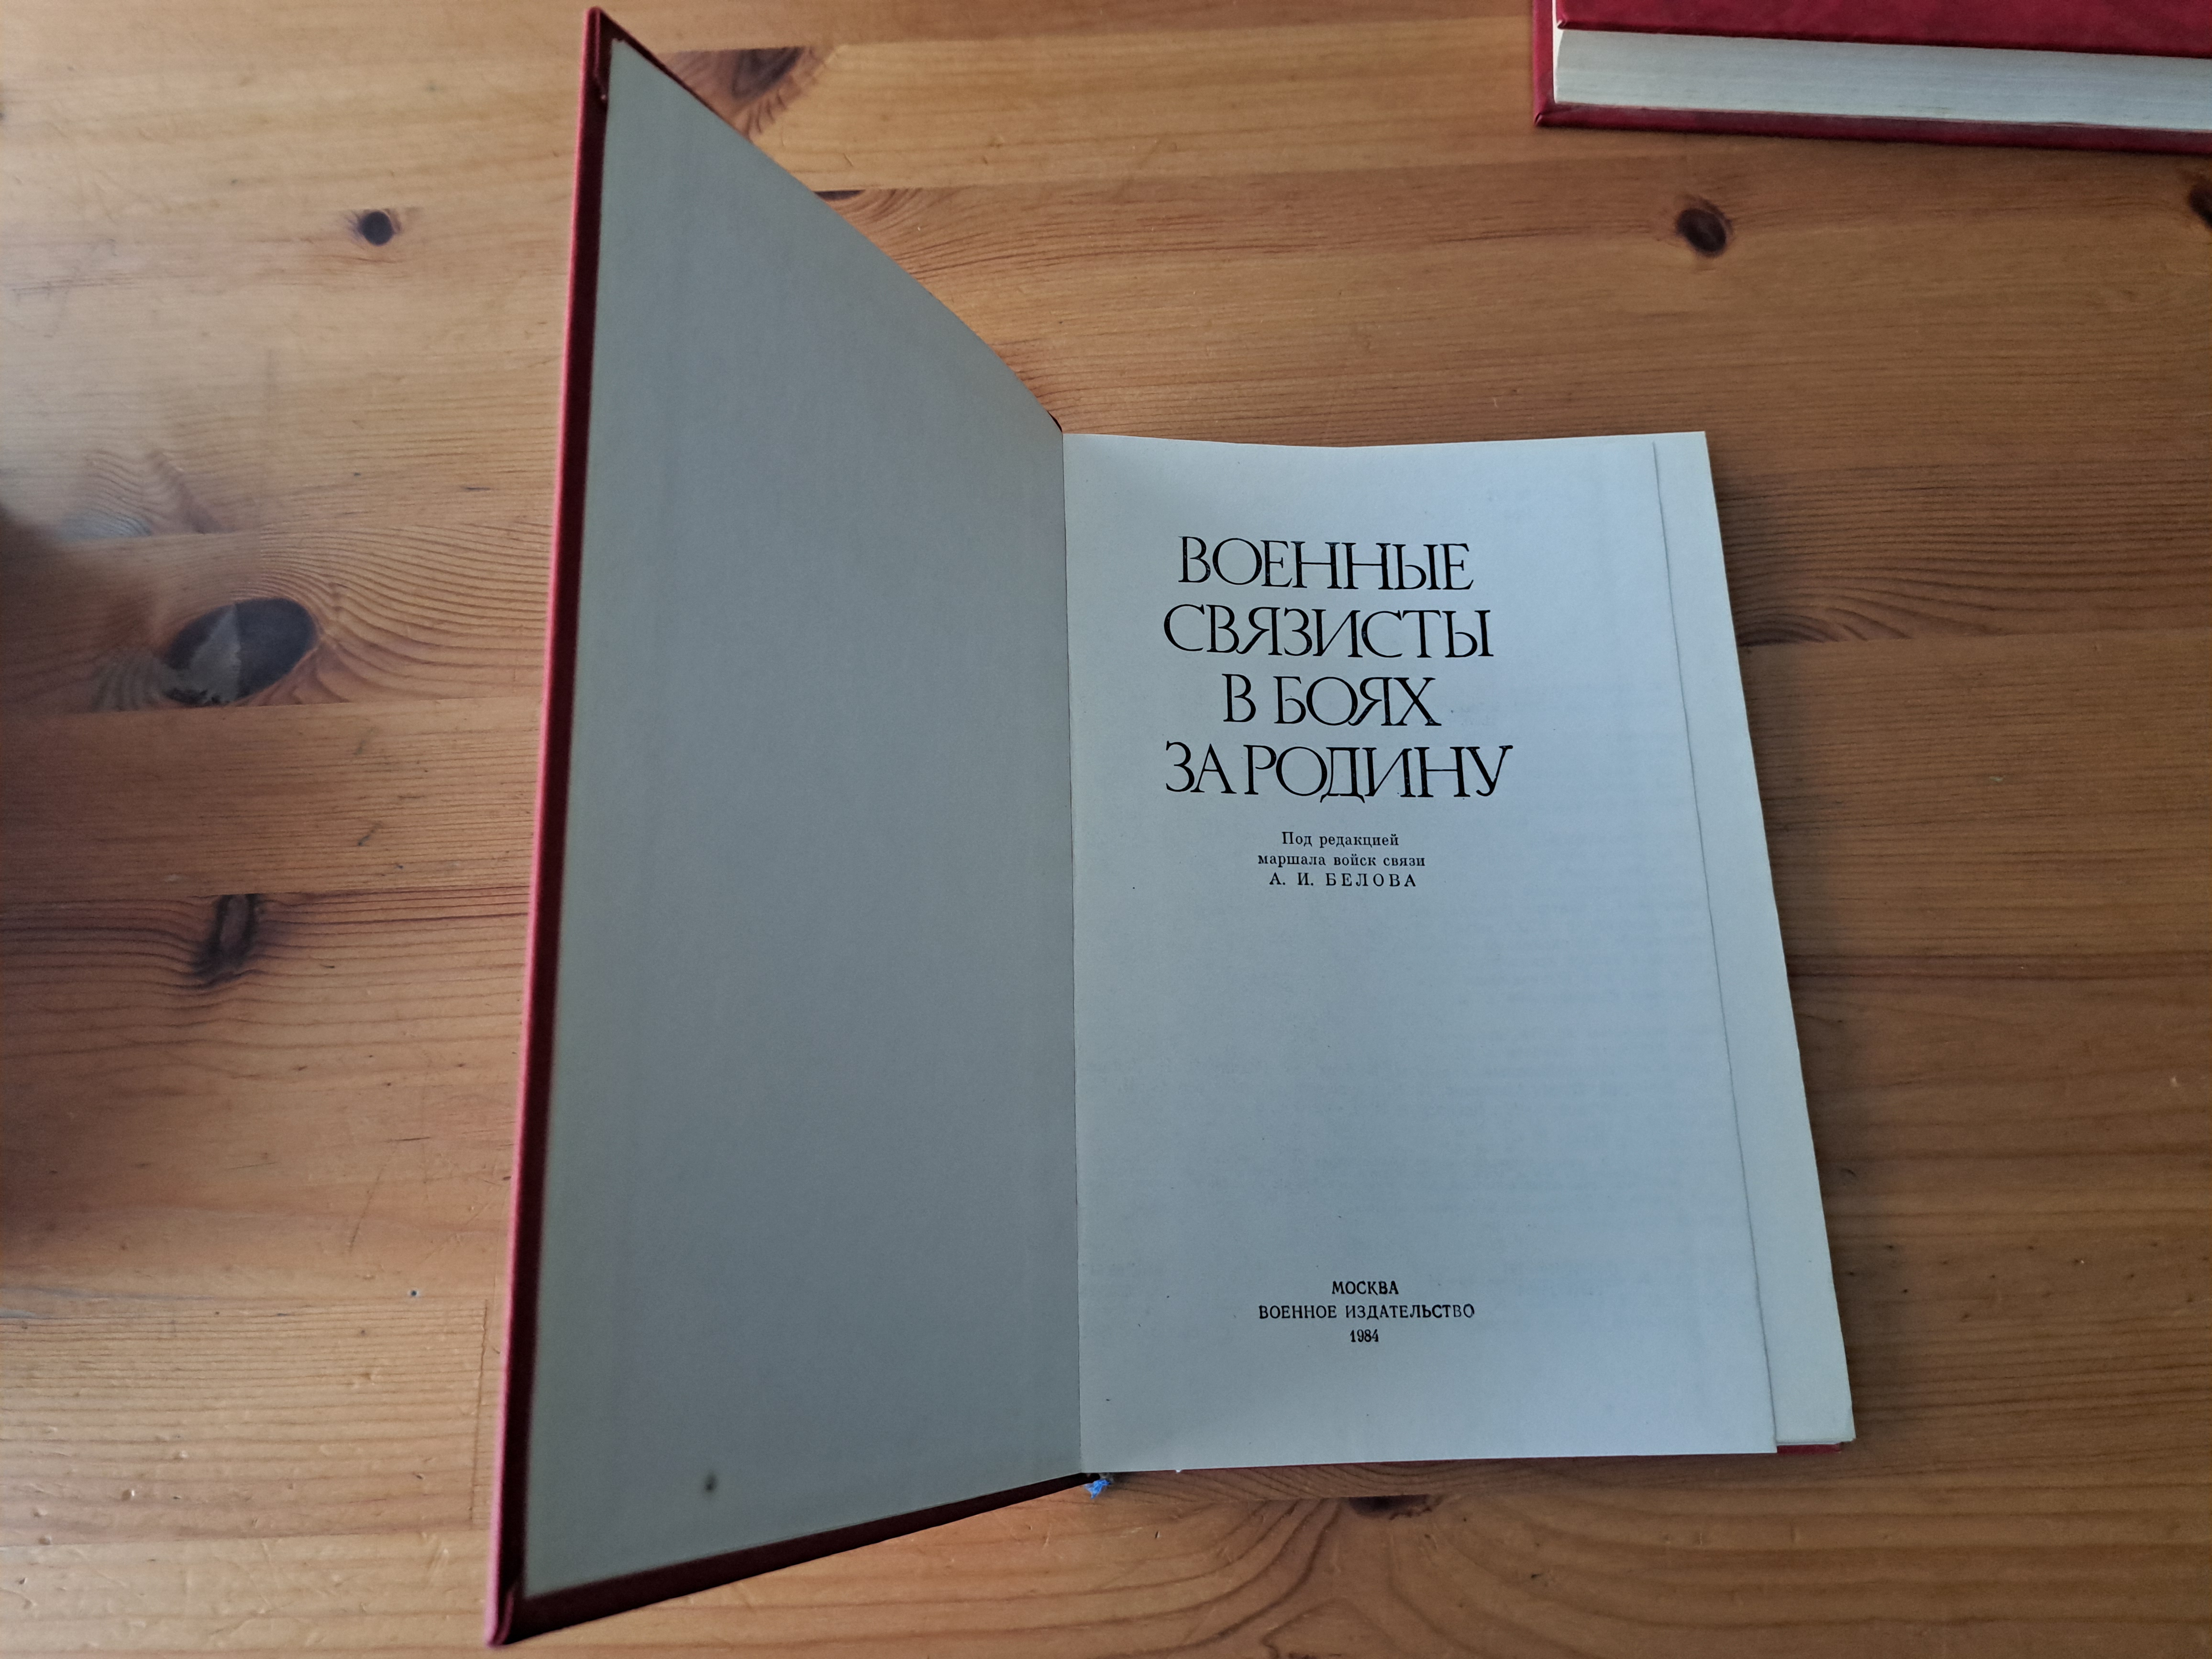 ВОЕННЫЕ
СВЯЗИСТЫ
В БОЯХ
ЗА РОДИНУ
Под редакцией
маршала войск связи
А. И. БЕЛОВА
МОСКВА
ВОЕННОЕ ИЗДАТЕЛЬСТВО
1984